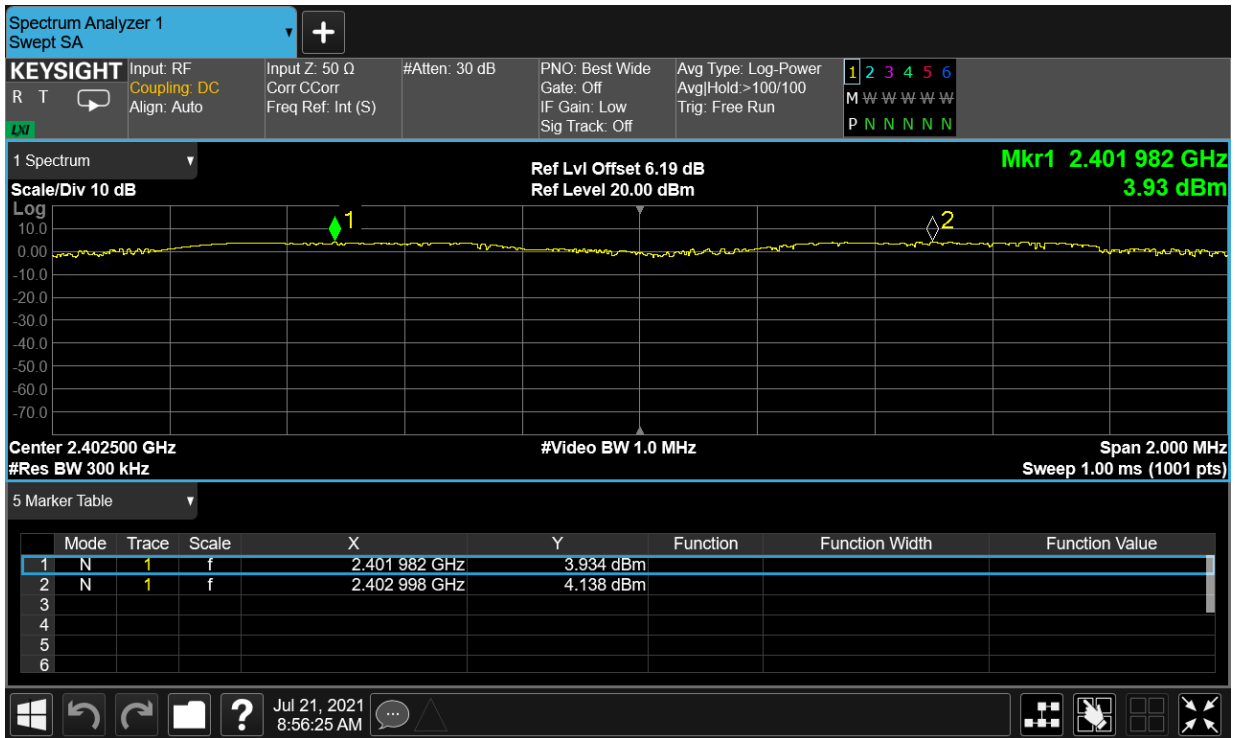 Spectrum Analyzer 1
Swept SA
+
KEYSIGHT
R T
LXI
Input: RF
Coupling: DC
Align: Auto
Input Z: 50 Ω
Corr CCorr
Freq Ref: Int (S)
#Atten: 30 dB
PNO: Best Wide
Gate: Off
IF Gain: Low
Sig Track: Off
Avg Type: Log-Power
Avg|Hold:>100/100
Trig: Free Run
1 2 3 4 5 6
M W W W W W
P N N N N N
1 Spectrum
Scale/Div 10 dB
Ref Lvl Offset 6.19 dB
Ref Level 20.00 dBm
Mkr1 2.401 982 GHz
3.93 dBm
Log
10.0
0.00
-10.0
-20.0
-30.0
-40.0
-50.0
-60.0
-70.0
1
2
Center 2.402500 GHz
#Video BW 1.0 MHz
Span 2.000 MHz
#Res BW 300 kHz
Sweep 1.00 ms (1001 pts)
5 Marker Table
Mode Trace Scale X Y Function Function Width Function Value
1 N 1 f 2.401 982 GHz 3.934 dBm
2 N 1 f 2.402 998 GHz 4.138 dBm
3
4
5
6
?
Jul 21, 2021
8:56:25 AM